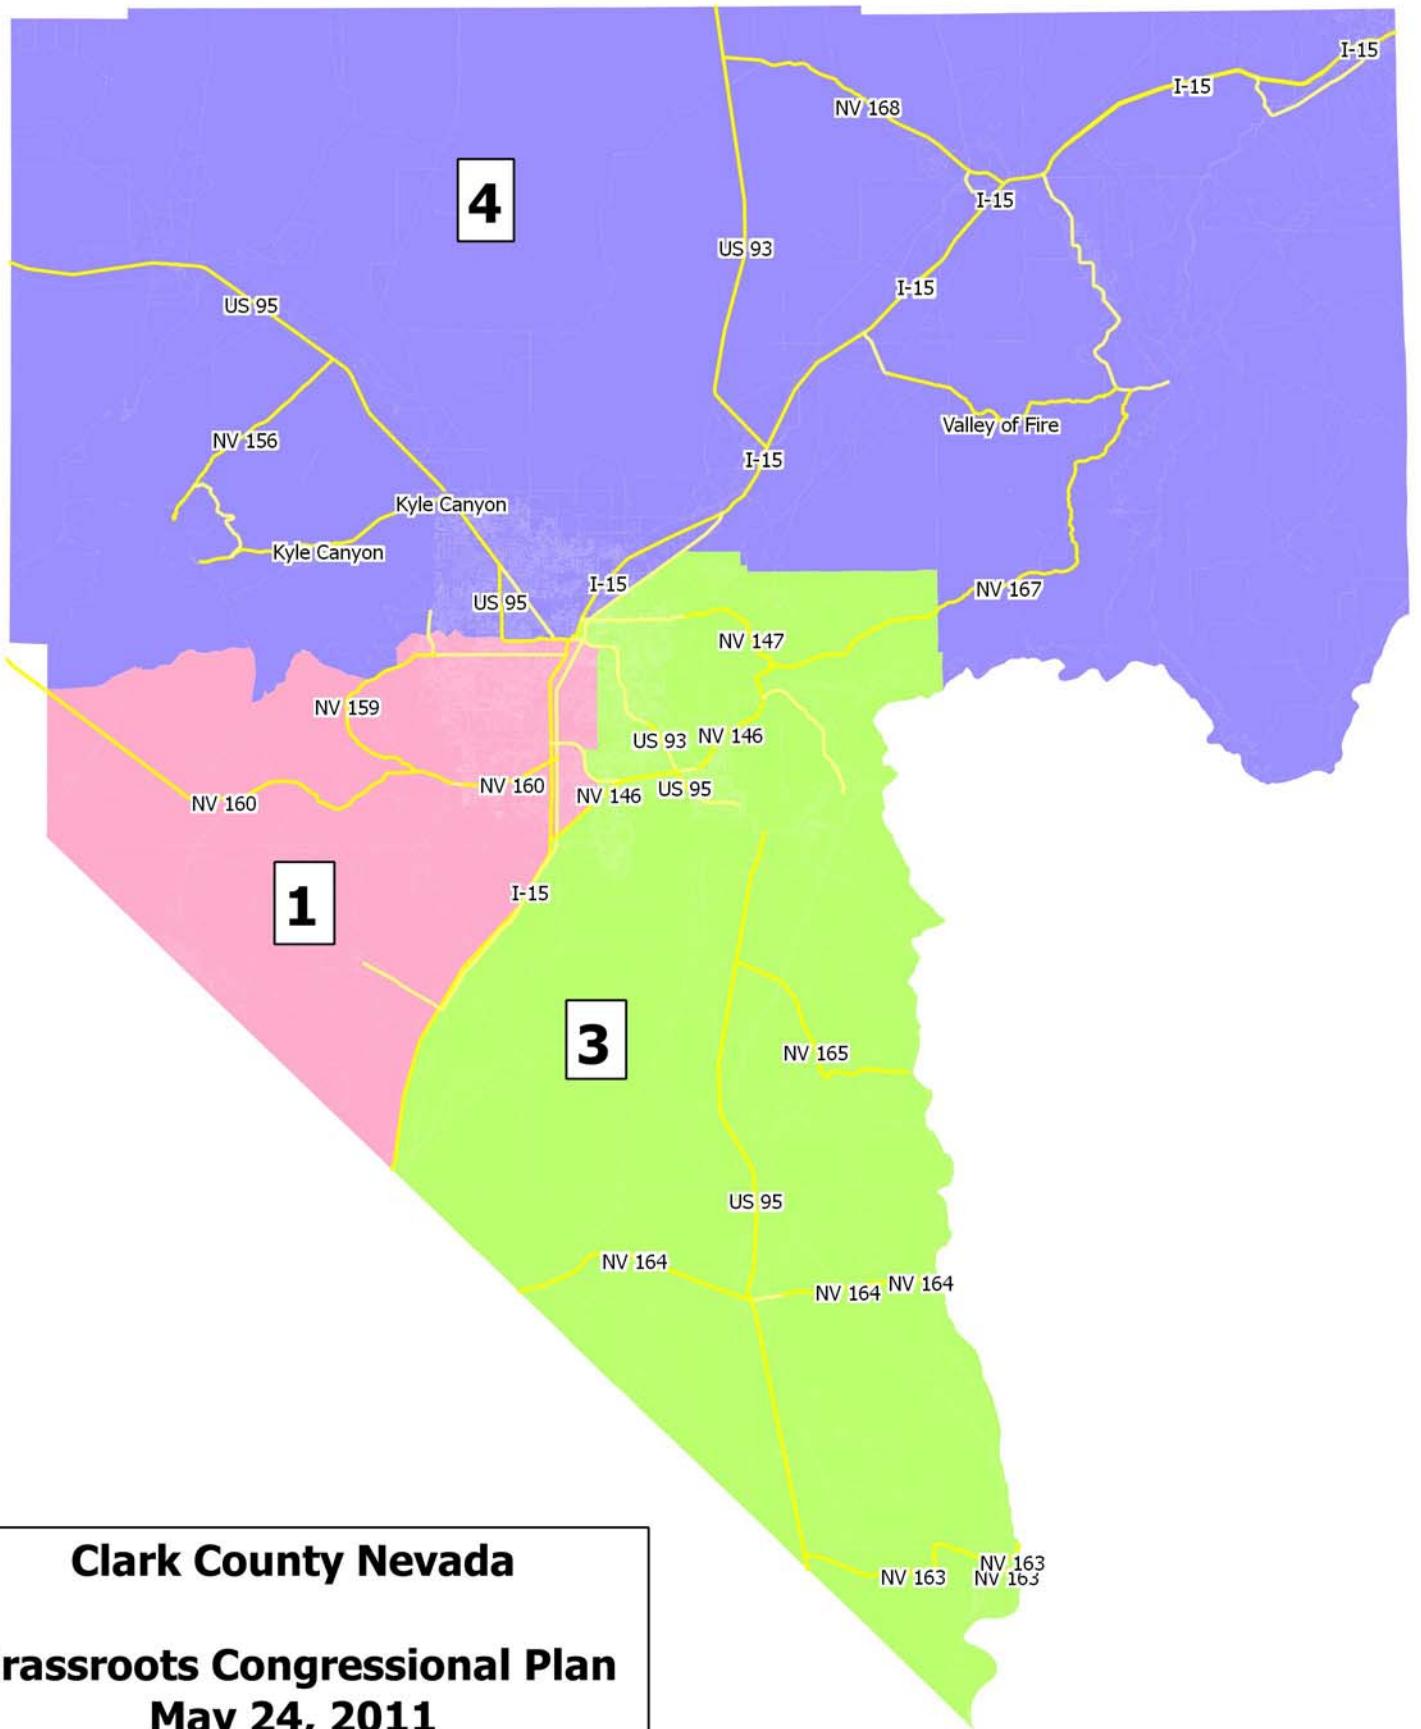 I-15
I-15
NV 168
4
I-15
US 93
I-15
US 95
Valley of Fire
NV 156
I-15
Kyle Canyon
Kyle Canyon
I-15
NV 167
US 95
NV 147
NV 159
US 93
NV 146
NV 160
US 95
NV 146
NV 160
1
I-15
3
NV 165
US 95
NV 164
NV 164
NV 164
NV 163
NV 163
NV 163
Clark County Nevada
rassroots Congressional Plan
May 24, 2011